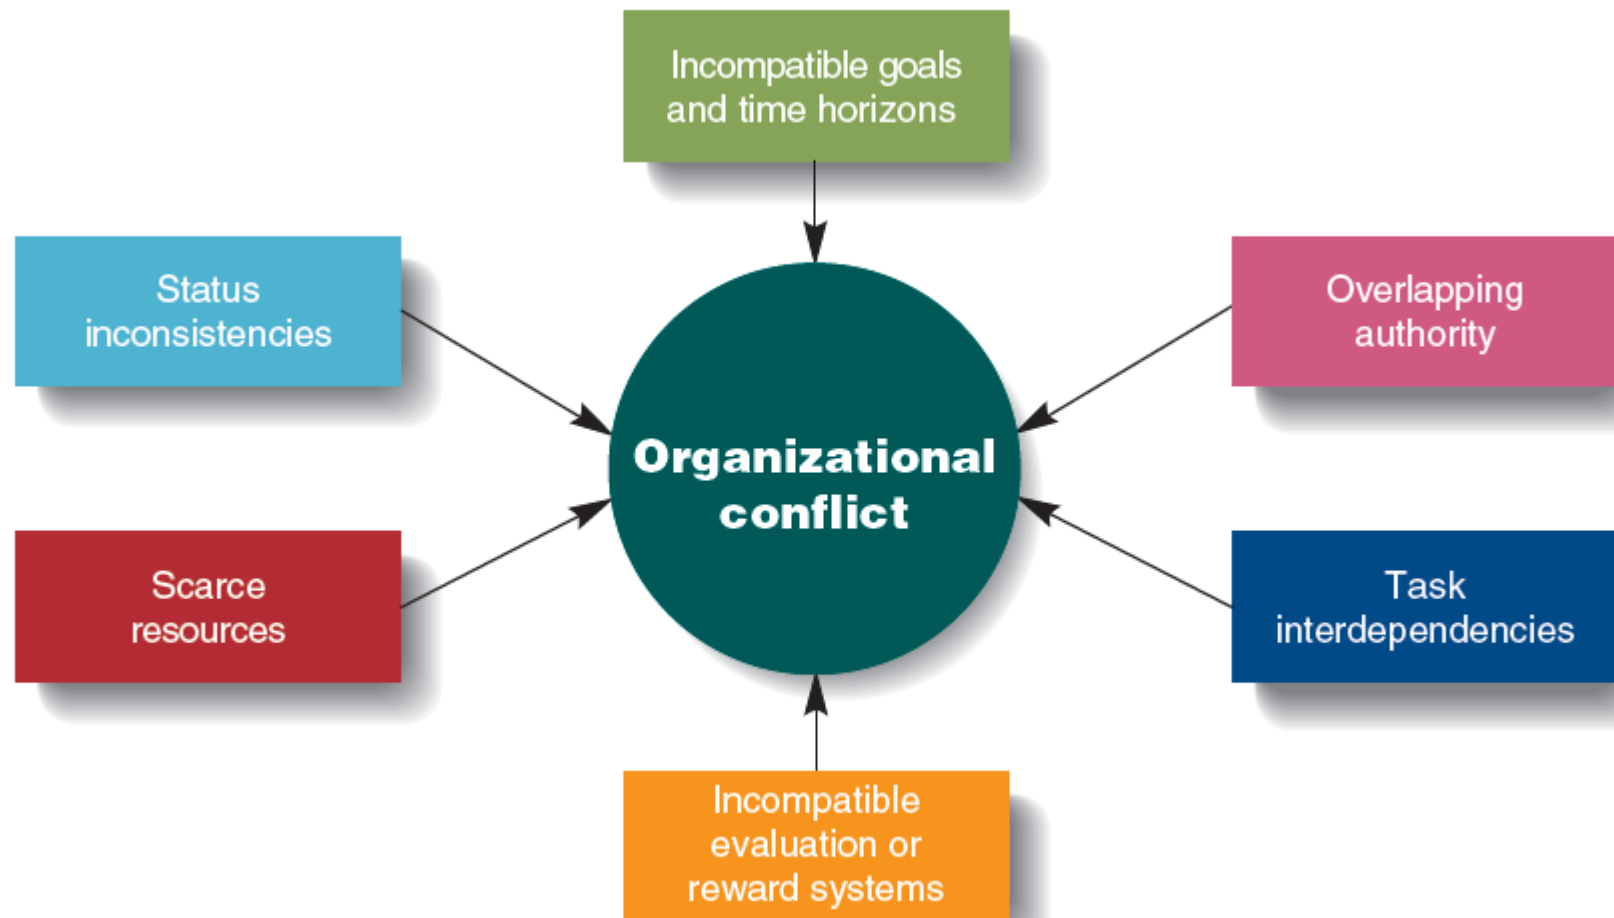 Incompatible goals
and time horizons
Status
inconsistencies
Overlapping
authority
Organizational
conflict
Scarce
resources
Task
interdependencies
Incompatible
evaluation or
reward systems